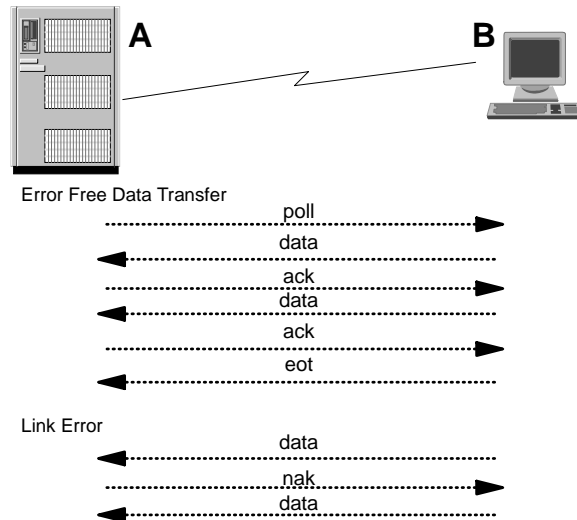 A
B
Error Free Data Transfer
poll
data
ack
data
ack
eot
Link Error
data
nak
data